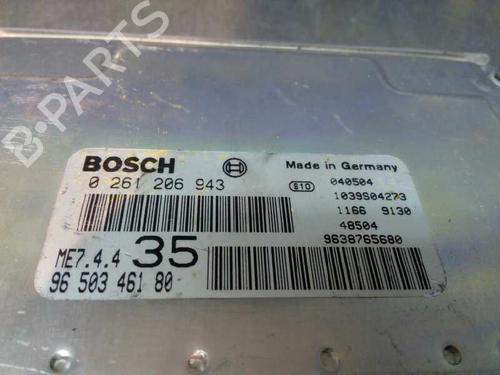 B-PARTS
BOSCH
0 261 206 943
ME7.4.4 35
96 503 461 80
Made in Germany
810 040504
1039S04273
1166 9130
48504
9638765680